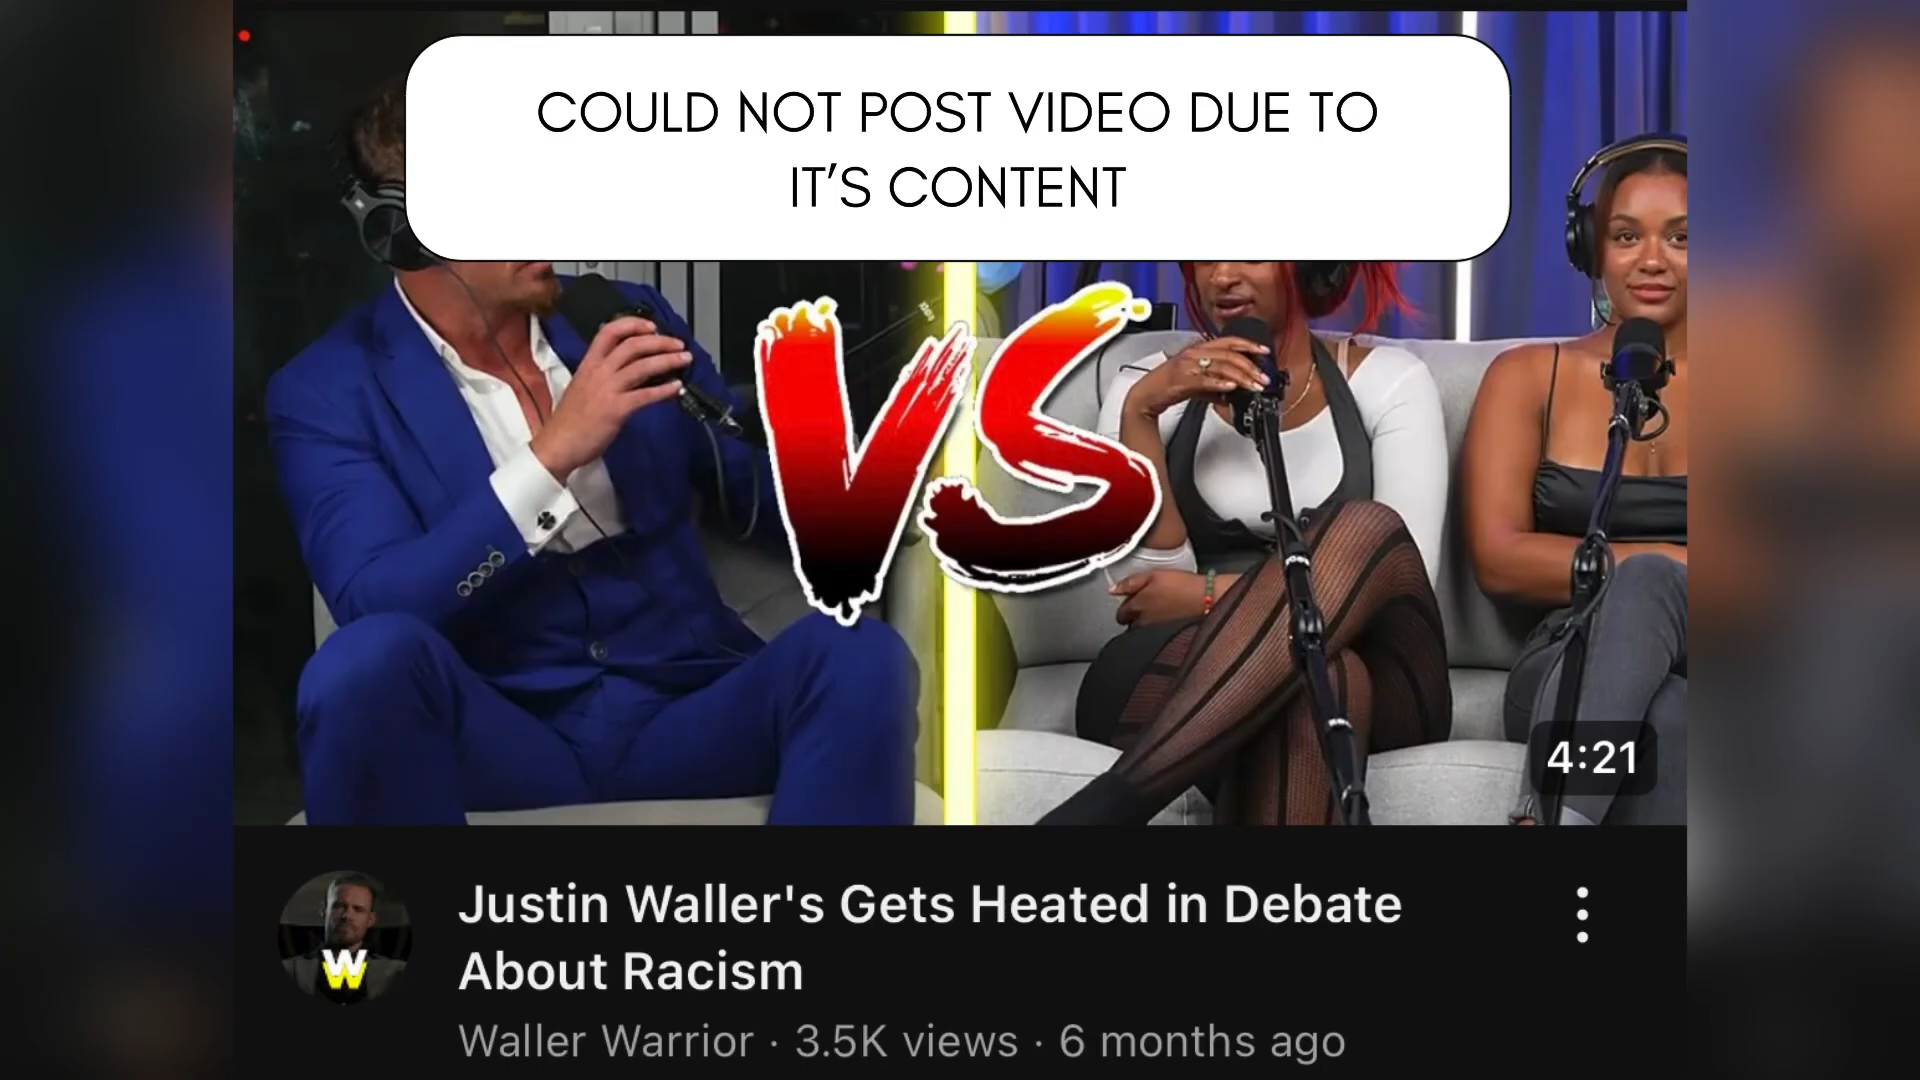 COULD NOT POST VIDEO DUE TO
IT'S CONTENT
VS
4:21
W
Justin Waller's Gets Heated in Debate
About Racism
Waller Warrior · 3.5K views · 6 months ago